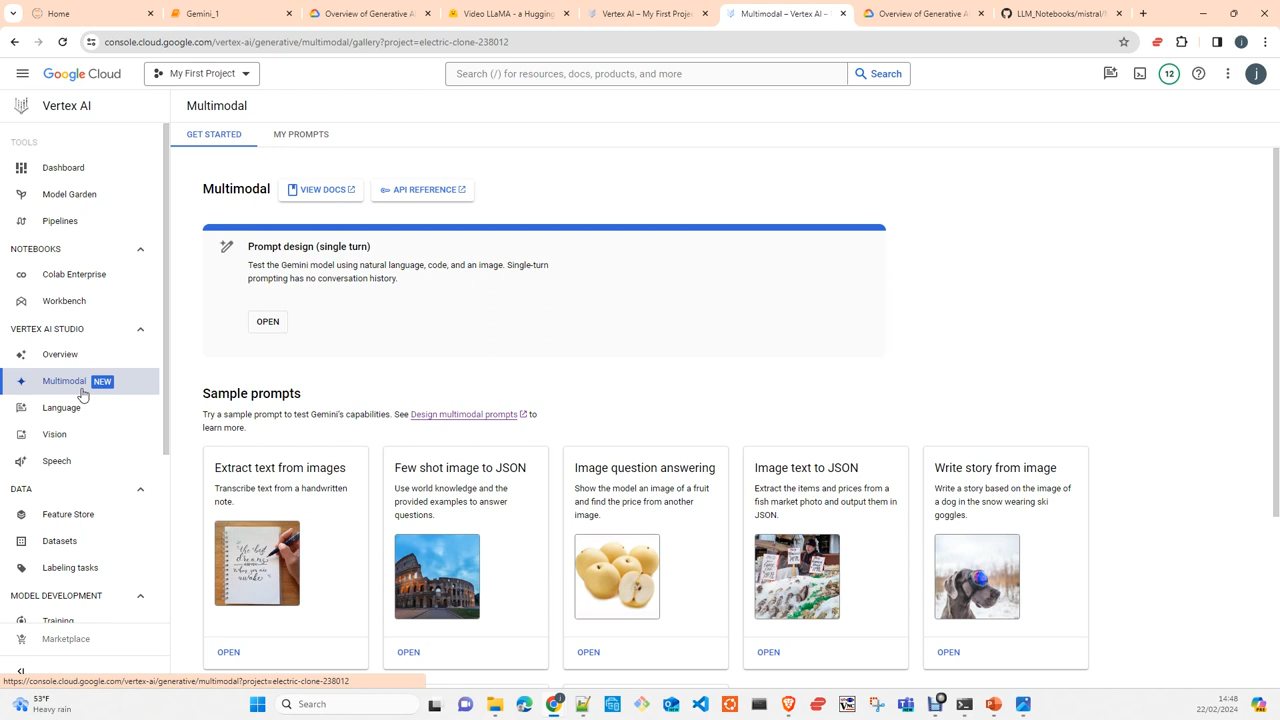 Home
Gemini_1
Overview of Generative AI
Video LLaMA - a Hugging
Vertex AI – My First Proje
Multimodal – Vertex AI –
Overview of Generative AI
LLM_Notebooks/mistral/
console.cloud.google.com/vertex-ai/generative/multimodal/gallery?project=electric-clone-238012
Google Cloud
My First Project
Search (/) for resources, docs, products, and more
Search
12
j
Vertex AI
Multimodal
GET STARTED
MY PROMPTS
TOOLS
Dashboard
Model Garden
Pipelines
NOTEBOOKS
Colab Enterprise
Workbench
VERTEX AI STUDIO
Overview
Multimodal NEW
Language
Vision
Speech
DATA
Feature Store
Datasets
Labeling tasks
MODEL DEVELOPMENT
Training
Marketplace
Multimodal
VIEW DOCS
API REFERENCE
Prompt design (single turn)
Test the Gemini model using natural language, code, and an image. Single-turn
prompting has no conversation history.
OPEN
Sample prompts
Try a sample prompt to test Gemini's capabilities. See Design multimodal prompts to
learn more.
Extract text from images
Transcribe text from a handwritten
note.
OPEN
Few shot image to JSON
Use world knowledge and the
provided examples to answer
questions.
OPEN
Image question answering
Show the model an image of a fruit
and find the price from another
image.
OPEN
Image text to JSON
Extract the items and prices from a
fish market photo and output them in
JSON.
OPEN
Write story from image
Write a story based on the image of
a dog in the snow wearing ski
goggles.
OPEN
https://console.cloud.google.com/vertex-ai/generative/multimodal?project=electric-clone-238012
53°F
Heavy rain
Search
14:48
22/02/2024